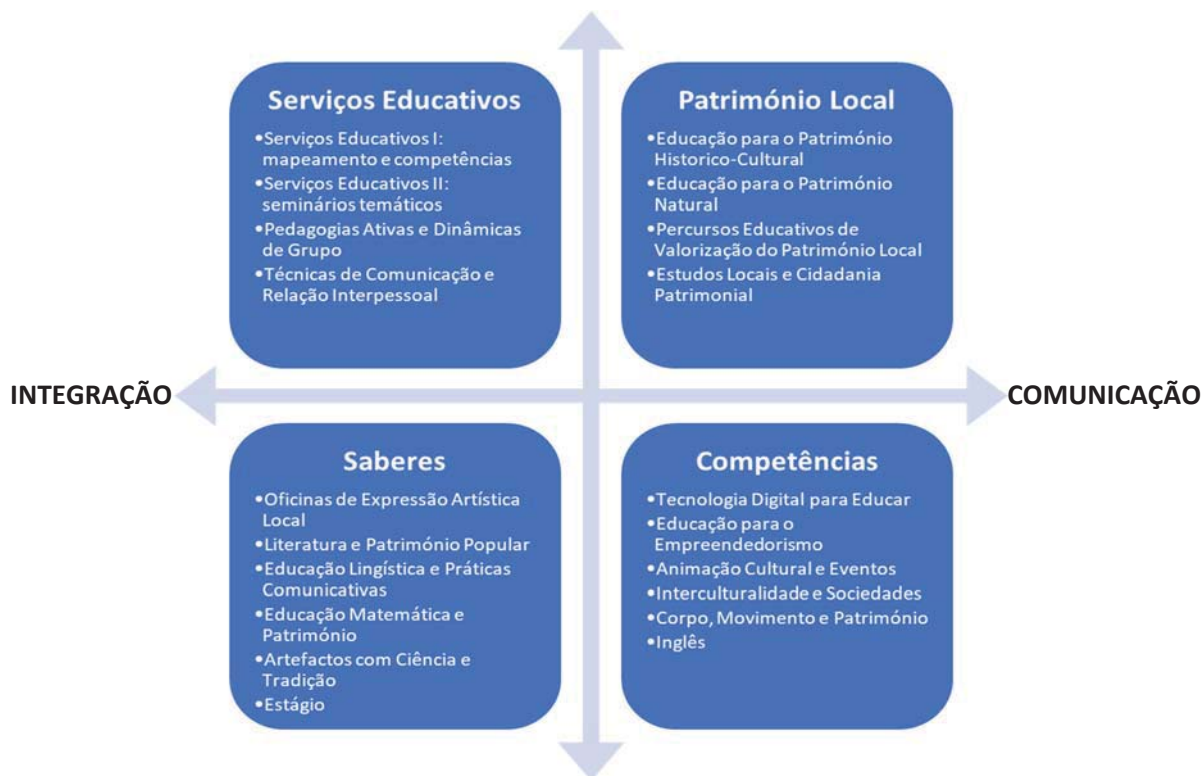 Serviços Educativos
•Serviços Educativos I:
mapeamento e competências
•Serviços Educativos II:
seminários temáticos
•Pedagogias Ativas e Dinâmicas
de Grupo
•Técnicas de Comunicação e
Relação Interpessoal
Património Local
•Educação para o Património
Historico-Cultural
•Educação para o Património
Natural
•Percursos Educativos de
Valorização do Património Local
•Estudos Locais e Cidadania
Patrimonial
INTEGRAÇÃO
COMUNICAÇÃO
Saberes
•Oficinas de Expressão Artística
Local
•Literatura e Património Popular
•Educação Lingística e Práticas
Comunicativas
•Educação Matemática e
Património
•Artefactos com Ciência e
Tradição
•Estágio
Competências
•Tecnologia Digital para Educar
•Educação para o
Empreendedorismo
•Animação Cultural e Eventos
•Interculturalidade e Sociedades
•Corpo, Movimento e Património
•Inglês